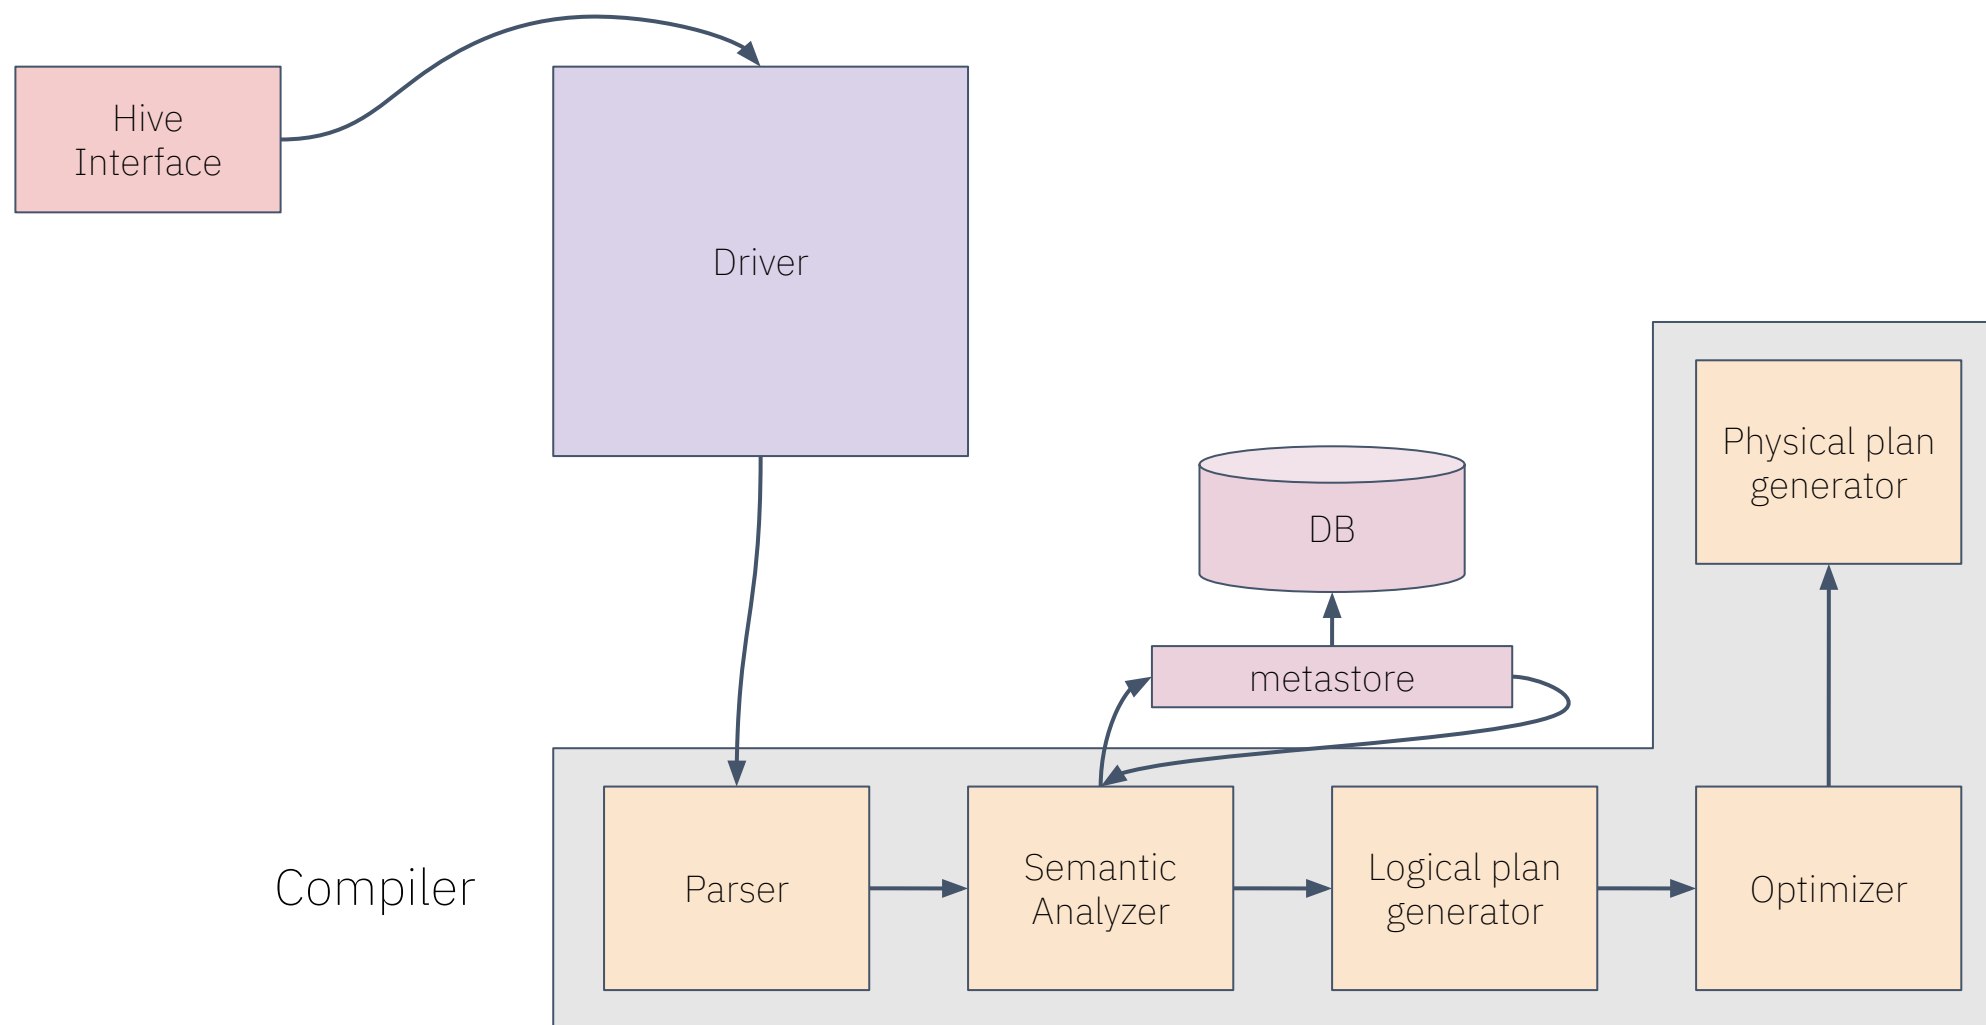 Hive
Interface
Driver
Physical plan
generator
DB
metastore
Compiler
Parser
Semantic
Analyzer
Logical plan
generator
Optimizer